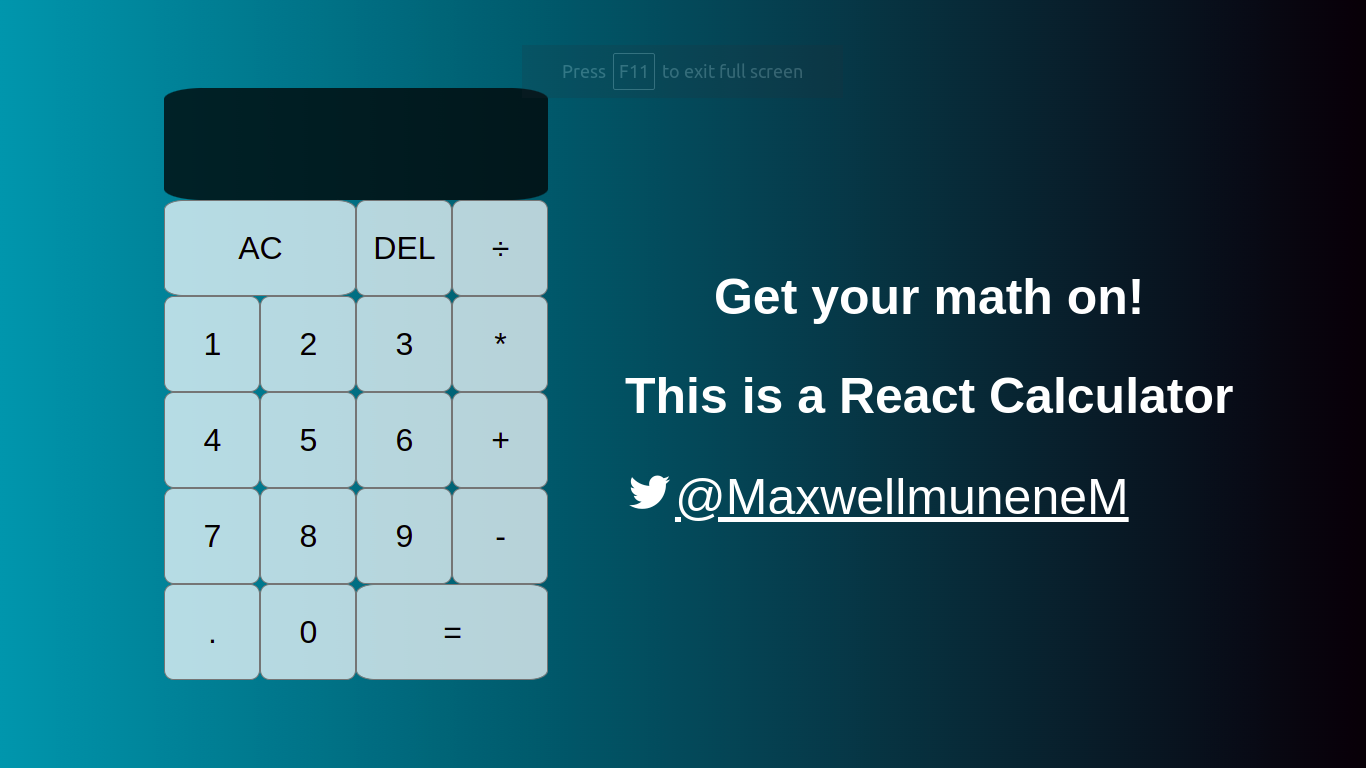 Press F11 to exit full screen
AC DEL ÷
1 2 3 *
4 5 6 +
7 8 9 -
. 0 =
Get your math on!
This is a React Calculator
@MaxwellmuneneM